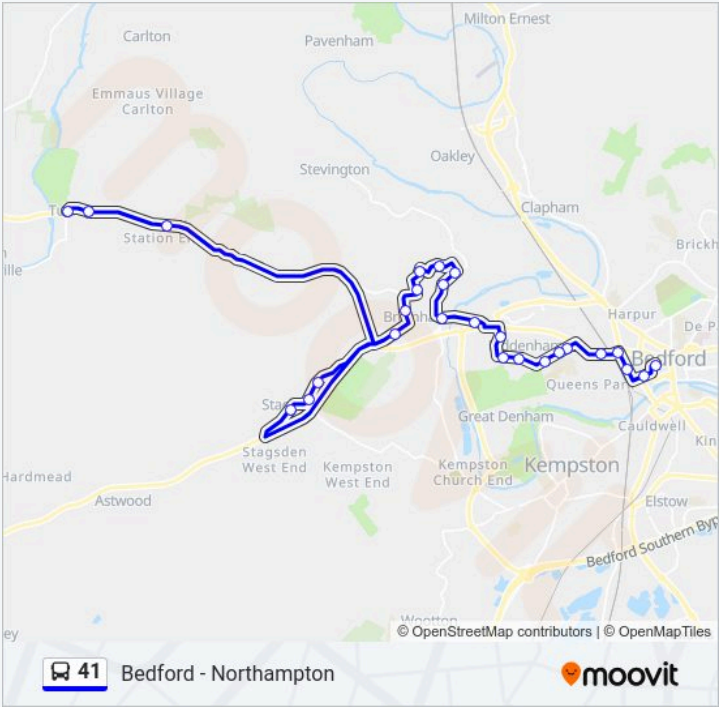 Milton Ernest
Carlton
Pavenham
Emmaus Village
Carlton
Oakley
Stevington
Clapham
Station E
ille
Brickh
Harpur
De P
Bedford
Queens Par
Great Denham
Cauldwell
Kin
Stagsden
West End
Kempston
West End
Kempston
Church End
Kempston
Hardmead
Astwood
Elstow
Bedford Southern Byp
ey
© OpenStreetMap contributors | © OpenMapTiles
41 Bedford - Northampton
moovit